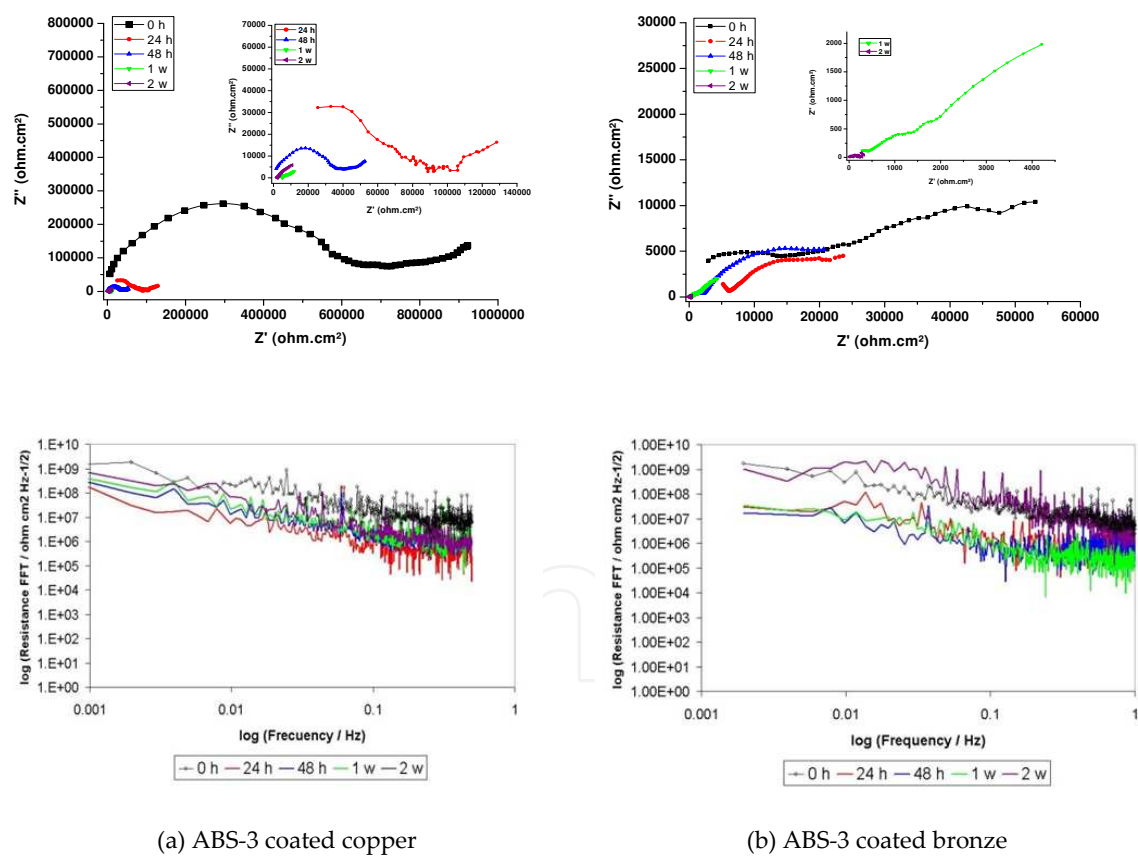 800000
700000
600000
500000
400000
300000
200000
100000
0
Z'' (ohm.cm²)
0 h
24 h
48 h
1 w
2 w
70000
60000
50000
40000
30000
20000
10000
0
Z'' (ohm.cm²)
24 h
48 h
1 w
2 w
0 20000 40000 60000 80000 100000 120000 140000
Z' (ohm.cm²)
0 200000 400000 600000 800000 1000000
Z' (ohm.cm²)
30000
25000
20000
15000
10000
5000
0
Z'' (ohm.cm²)
0 h
24 h
48 h
1 w
2 w
2000
1500
1000
500
0
Z'' (ohm.cm²)
1 w
2 w
0 1000 2000 3000 4000
Z' (ohm.cm²)
0 10000 20000 30000 40000 50000 60000
Z' (ohm.cm²)
log (Resistance FFT / ohm cm2 Hz-1/2)
1.E+10
1.E+09
1.E+08
1.E+07
1.E+06
1.E+05
1.E+04
1.E+03
1.E+02
1.E+01
1.E+00
0.001 0.01 0.1 1
log (Frecuency / Hz)
0 h 24 h 48 h 1 w 2 w
log (Resistance FFT / ohm cm2 Hz-1/2)
1.00E+10
1.00E+09
1.00E+08
1.00E+07
1.00E+06
1.00E+05
1.00E+04
1.00E+03
1.00E+02
1.00E+01
1.00E+00
0.001 0.01 0.1 1
log (Frequency / Hz)
0 h 24 h 48 h 1 w 2 w
(a) ABS-3 coated copper
(b) ABS-3 coated bronze